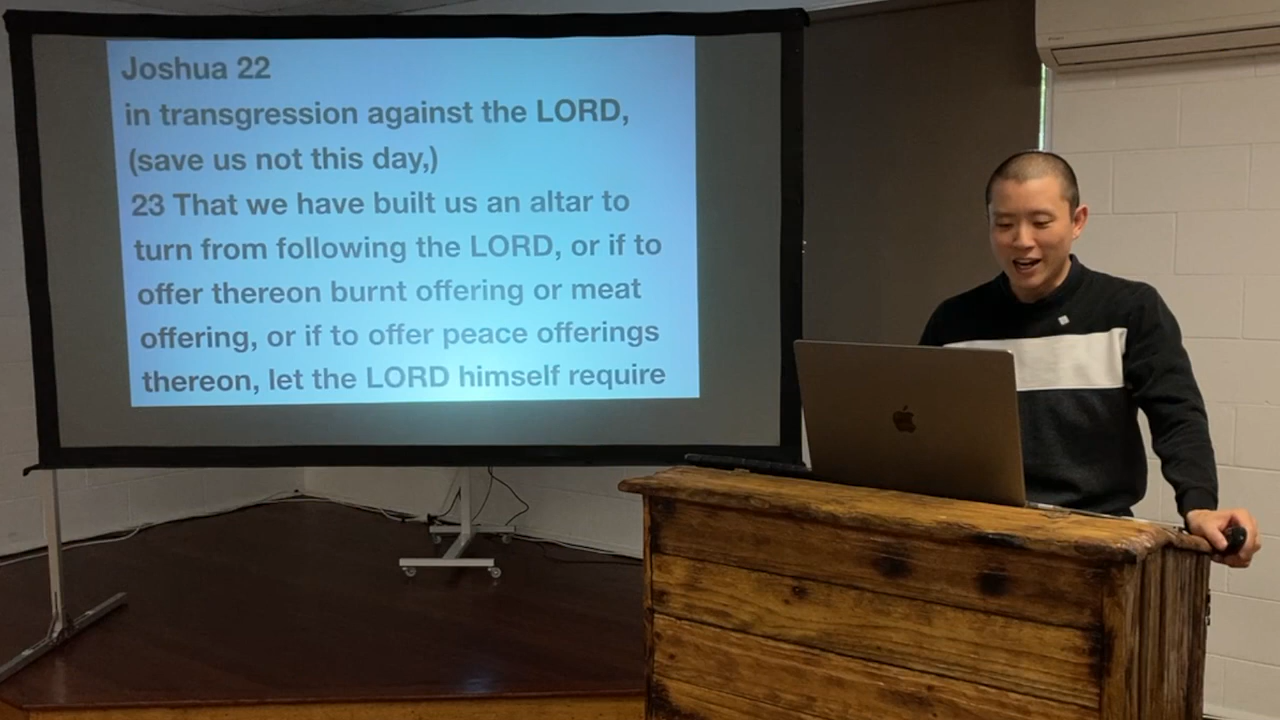 Joshua 22
in transgression against the LORD,
(save us not this day,)
23 That we have built us an altar to
turn from following the LORD, or if to
offer thereon burnt offering or meat
offering, or if to offer peace offerings
thereon, let the LORD himself require